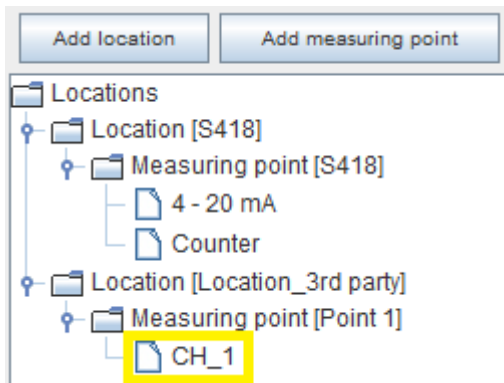 Add location Add measuring point
Locations
Location [S418]
Measuring point [S418]
4 - 20 mA
Counter
Location [Location_3rd party]
Measuring point [Point 1]
CH_1